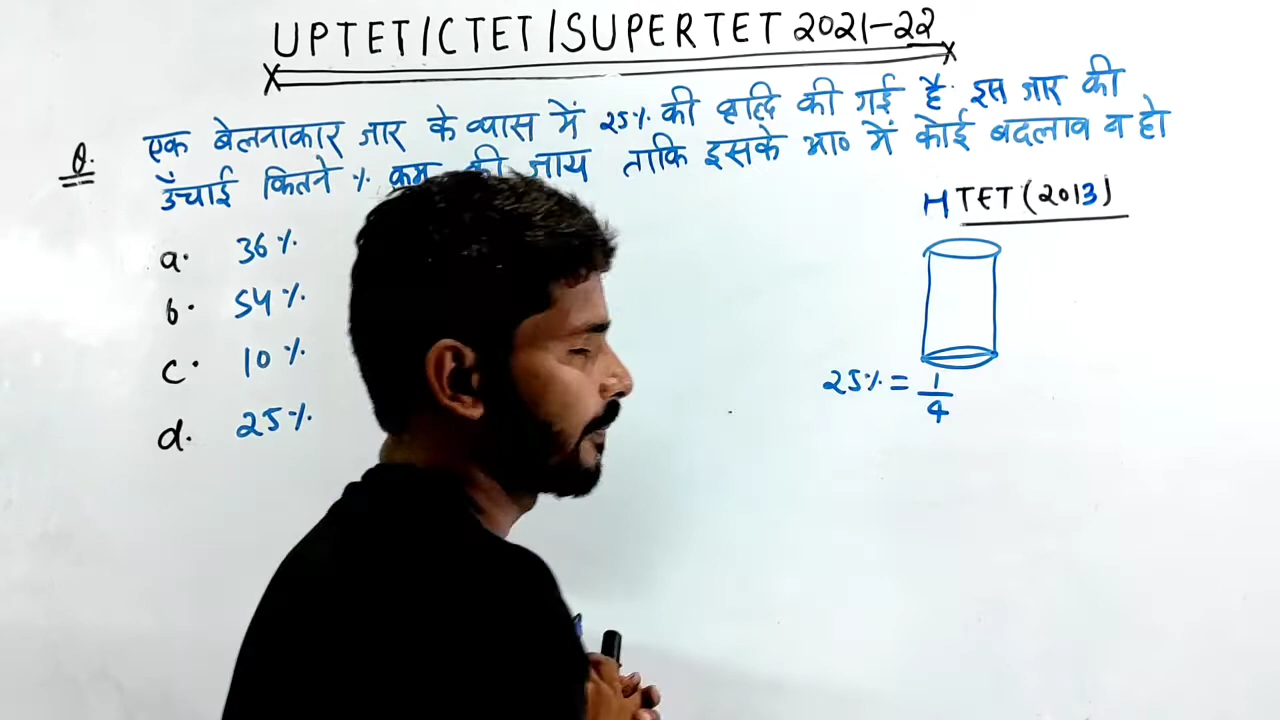 UPTET/CTET/SUPERTET 2021-22
Q. एक बेलनाकार जार के व्यास में 25% की वृद्धि की गई है. इस जार की
ऊँचाई कितने % कम की जाय ताकि इसके भा० में कोई बदलाव न हो
HTET (2013)
a. 36%
b. 54%
c. 10%
d. 25%
25% = 1/4